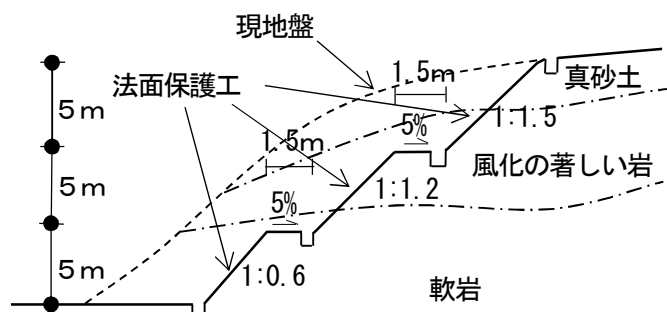 現地盤
1.5m
真砂土
法面保護工
5m
5%
1:1.5
1.5m
風化の著しい岩
5m
1:1.2
5%
5m
1:0.6
軟岩